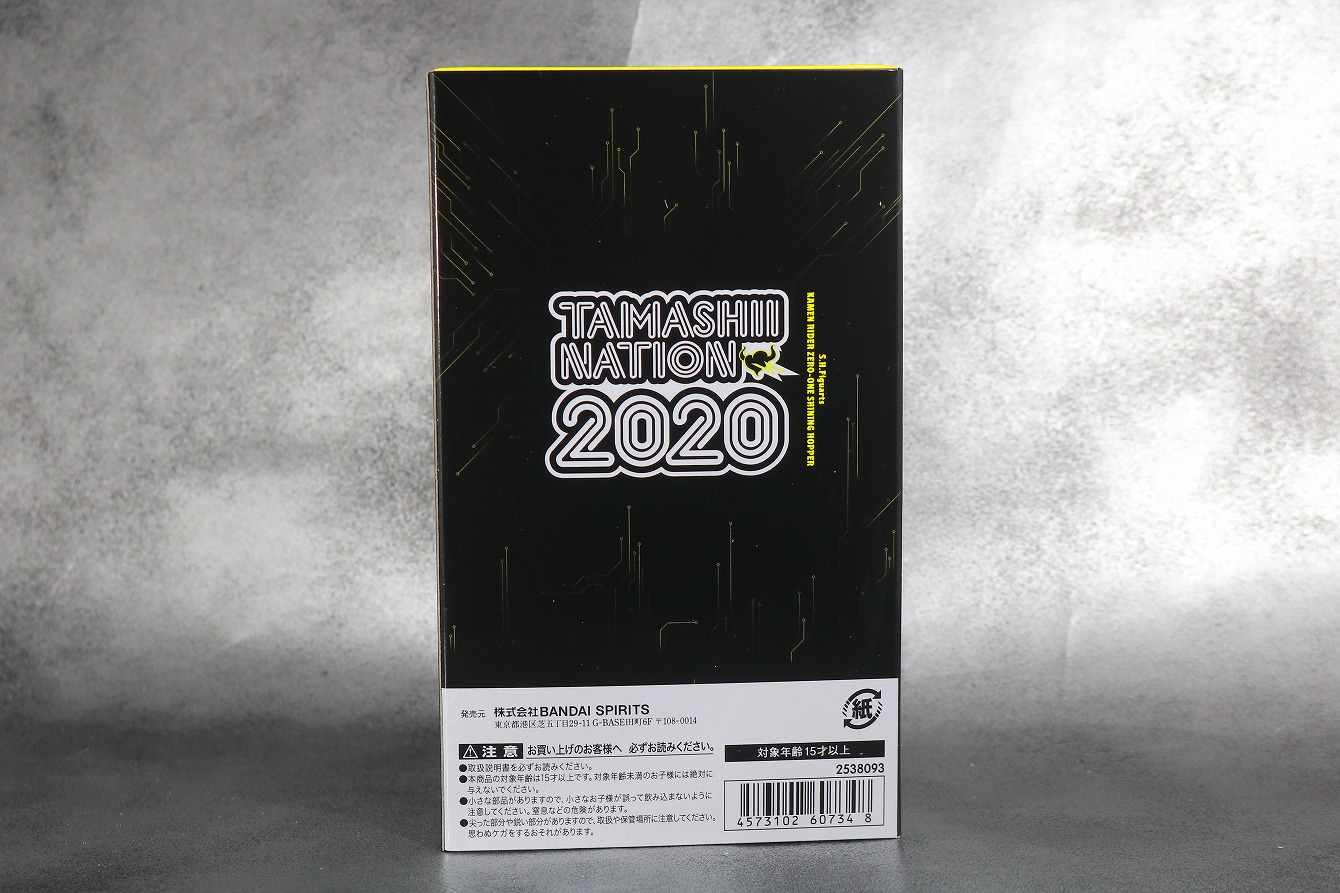 TAMASHII
NATION
2020
S.H.Figuarts
KAMEN RIDER ZERO-ONE SHINING HOPPER
発売元 株式会社BANDAI SPIRITS
東京都港区芝五丁目29-11 G-BASE田町6F 〒108-0014
紙
注意 お買い上げのお客様へ 必ずお読みください。
●取扱説明書を必ずお読みください。
●本商品の対象年齢は15才以上です。対象年齢未満のお子様には絶対に
与えないでください。
●小さな部品がありますので、小さなお子様が誤って飲み込まないように
注意してください。窒息などの危険があります。
●尖った部分や鋭い部分がありますので、取扱や保管場所に注意してください。
思わぬケガをするおそれがあります。
対象年齢15才以上
2538093
4573102 60734 8